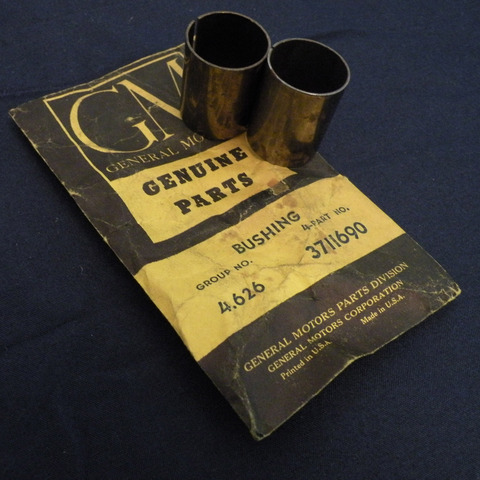 GM
GENERAL MO
GENUINE
PARTS
BUSHING
GROUP NO. 4-PART NO.
4.626 3711690
GENERAL MOTORS PARTS DIVISION
GENERAL MOTORS CORPORATION
Printed in U.S.A. Made in U.S.A.